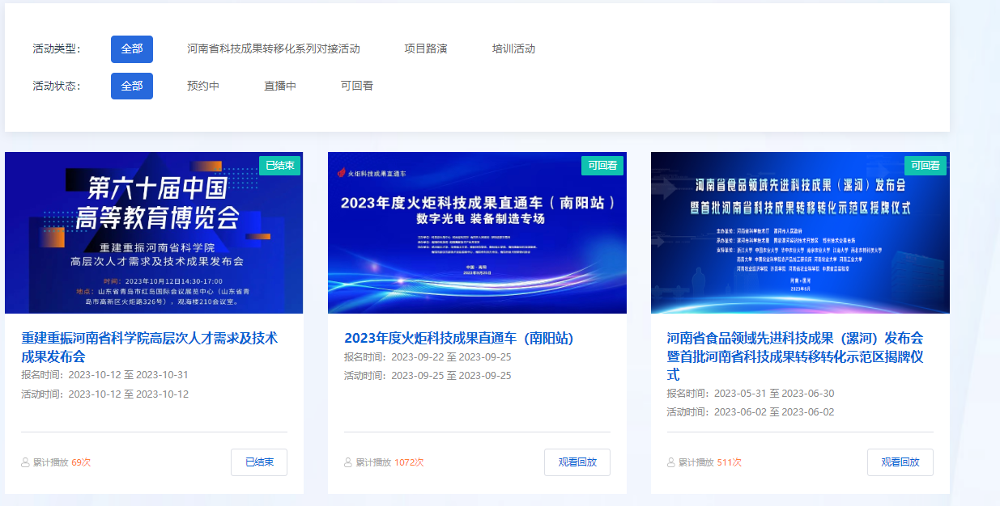 活动类型： 全部 河南省科技成果转移化系列对接活动 项目路演 培训活动
活动状态： 全部 预约中 直播中 可回看
已结束
第六十届中国
高等教育博览会
重建重振河南省科学院
高层次人才需求及技术成果发布会
时间：2023年10月12日14:30-17:00
地点：山东省青岛市红岛国际会议展览中心（山东省青
岛市高新区火炬路326号），观海楼210会议室。
重建重振河南省科学院高层次人才需求及技术
成果发布会
报名时间：2023-10-12 至 2023-10-31
活动时间：2023-10-12 至 2023-10-12
累计播放 69次
已结束
可回看
火炬科技成果直通车
2023年度火炬科技成果直通车（南阳站）
数字光电 装备制造专场
中国·南阳
2023年9月25日
2023年度火炬科技成果直通车（南阳站）
报名时间：2023-09-22 至 2023-09-25
活动时间：2023-09-25 至 2023-09-25
累计播放 1072次
观看回放
可回看
河南省食品领域先进科技成果（漯河）发布会
暨首批河南省科技成果转移转化示范区授牌仪式
主办单位：河南省科学技术厅 漯河市人民政府
河南·漯河
2023年6月
河南省食品领域先进科技成果（漯河）发布会
暨首批河南省科技成果转移转化示范区揭牌仪
式
报名时间：2023-05-31 至 2023-06-30
活动时间：2023-06-02 至 2023-06-02
累计播放 511次
观看回放